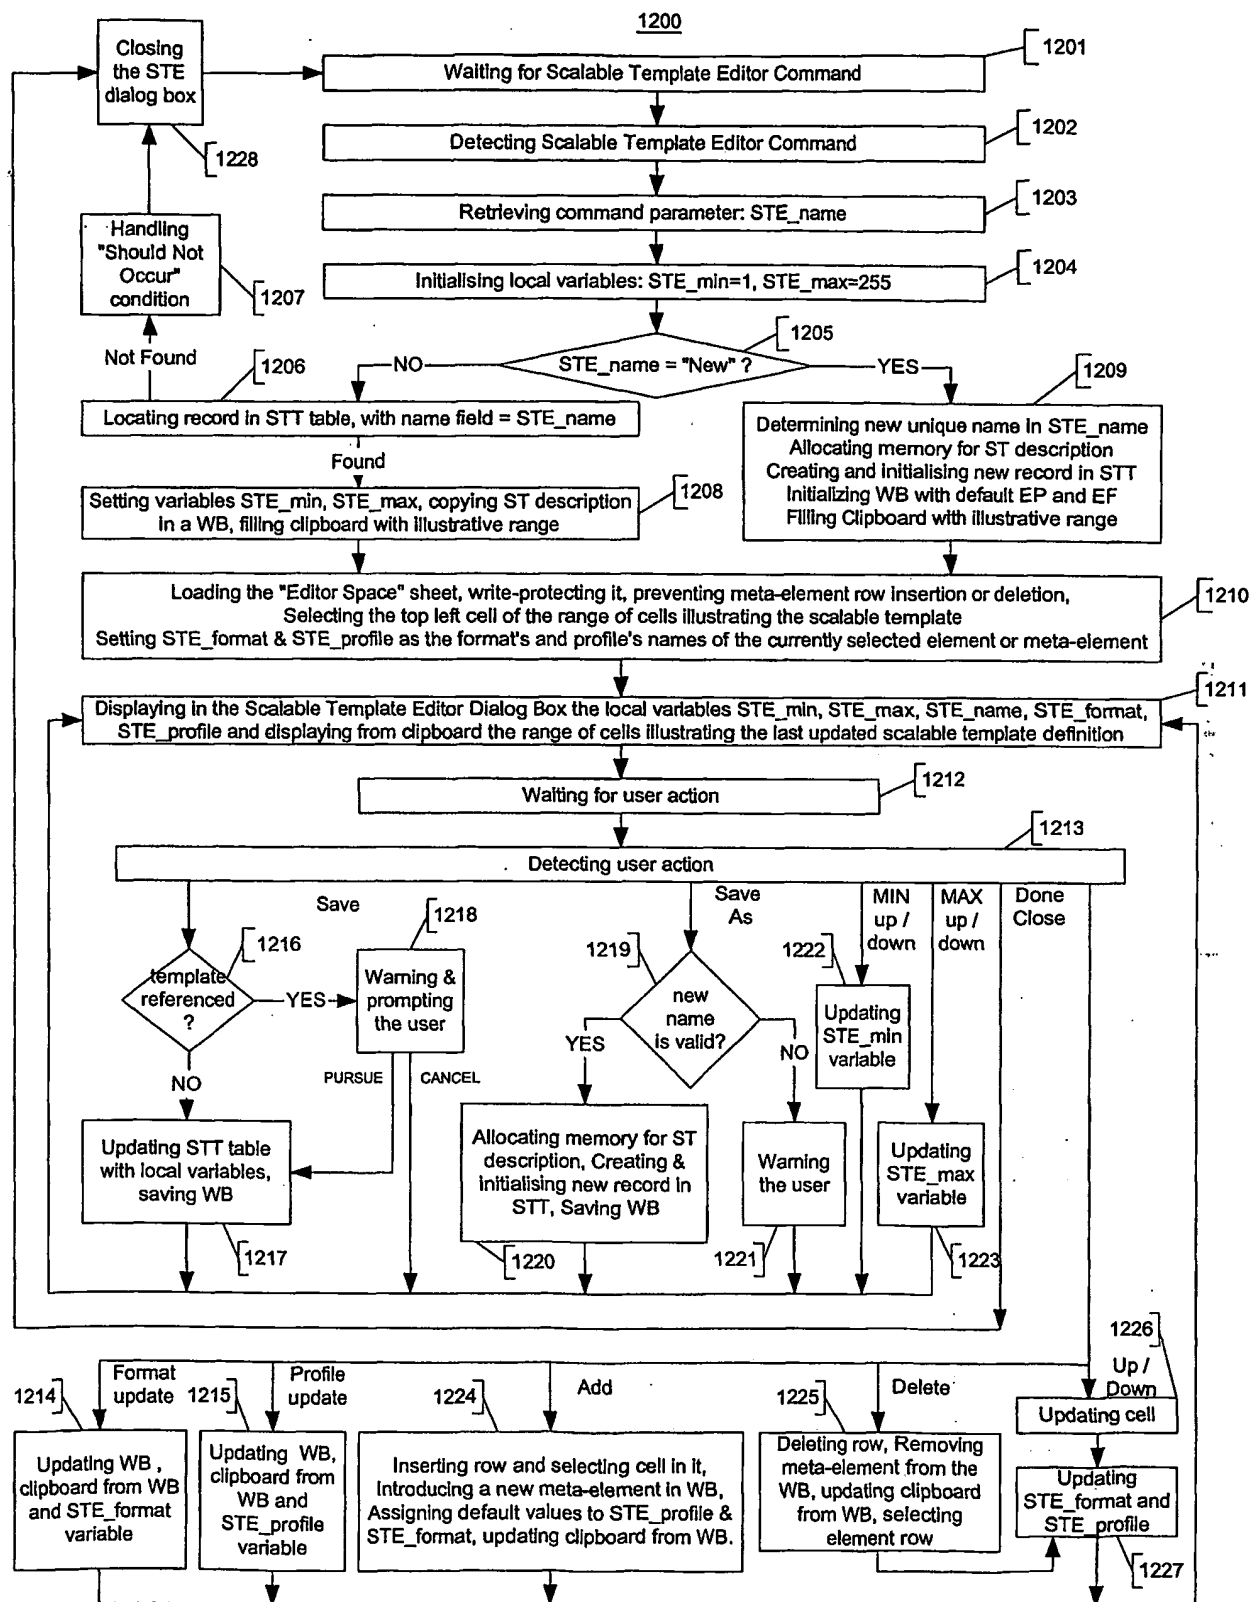 1200
Closing
the STE
dialog box
1228
Waiting for Scalable Template Editor Command
1201
Detecting Scalable Template Editor Command
1202
Retrieving command parameter: STE_name
1203
Initialising local variables: STE_min=1, STE_max=255
1204
Handling
"Should Not
Occur"
condition
1207
Not Found
1206
NO
STE_name = "New" ?
1205
YES
1209
Locating record in STT table, with name field = STE_name
Found
Setting variables STE_min, STE_max, copying ST description
in a WB, filling clipboard with illustrative range
1208
Determining new unique name in STE_name
Allocating memory for ST description
Creating and initialising new record in STT
Initializing WB with default EP and EF
Filling Clipboard with illustrative range
Loading the "Editor Space" sheet, write-protecting it, preventing meta-element row insertion or deletion,
Selecting the top left cell of the range of cells illustrating the scalable template
Setting STE_format & STE_profile as the format's and profile's names of the currently selected element or meta-element
1210
1211
Displaying in the Scalable Template Editor Dialog Box the local variables STE_min, STE_max, STE_name, STE_format,
STE_profile and displaying from clipboard the range of cells illustrating the last updated scalable template definition
Waiting for user action
1212
Detecting user action
1213
Save
Save
As
MIN
up /
down
MAX
up /
down
Done
Close
1216
template
referenced
?
YES
NO
1218
Warning &
prompting
the user
PURSUE
CANCEL
1219
new
name
is valid?
YES
NO
1222
Updating
STE_min
variable
Updating STT table
with local variables,
saving WB
1217
Allocating memory for ST
description, Creating &
initialising new record in
STT, Saving WB
1220
Warning
the user
1221
Updating
STE_max
variable
1223
1226
Format
update
Profile
update
Add
Delete
Up /
Down
1214
1215
1224
1225
Updating cell
Updating WB ,
clipboard from WB
and STE_format
variable
Updating WB,
clipboard from
WB and
STE_profile
variable
Inserting row and selecting cell in it,
Introducing a new meta-element in WB,
Assigning default values to STE_profile &
STE_format, updating clipboard from WB.
Deleting row, Removing
meta-element from the
WB, updating clipboard
from WB, selecting
element row
Updating
STE_format and
STE_profile
1227